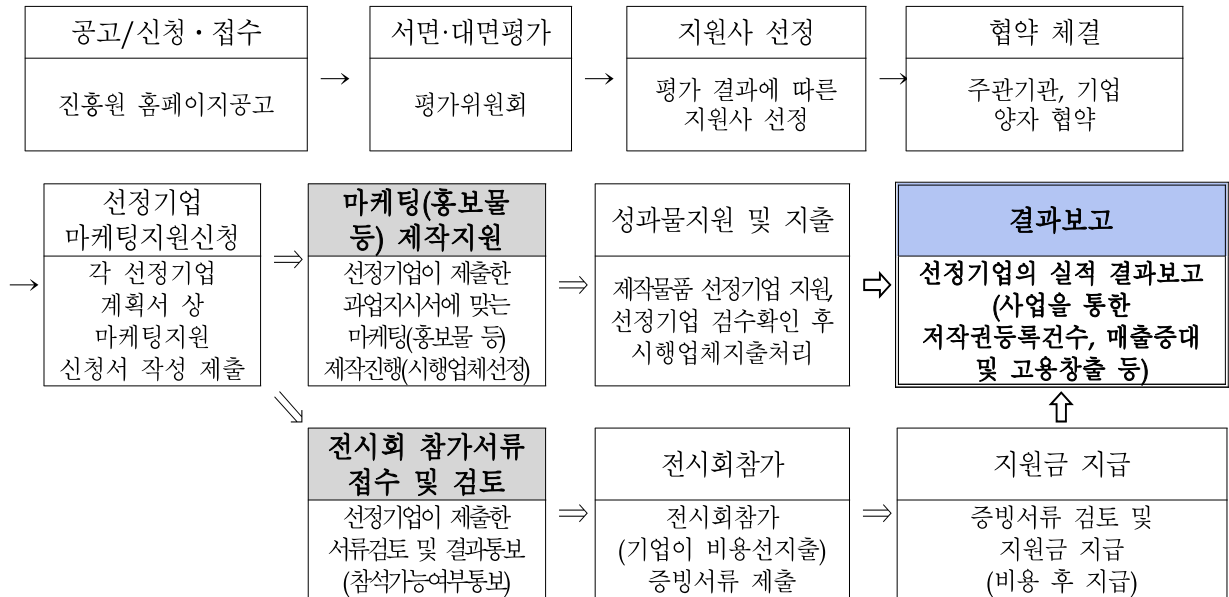 공고/신청・접수
진흥원 홈페이지공고
→
서면·대면평가
평가위원회
→
지원사 선정
평가 결과에 따른
지원사 선정
→
협약 체결
주관기관, 기업
양자 협약
→
선정기업
마케팅지원신청
각 선정기업
계획서 상
마케팅지원
신청서 작성 제출
⇒
마케팅(홍보물
등) 제작지원
선정기업이 제출한
과업지시서에 맞는
마케팅(홍보물 등)
제작진행(시행업체선정)
⇒
성과물지원 및 지출
제작물품 선정기업 지원,
선정기업 검수확인 후
시행업체지출처리
⇨
결과보고
선정기업의 실적 결과보고
(사업을 통한
저작권등록건수, 매출증대
및 고용창출 등)
⇘
전시회 참가서류
접수 및 검토
선정기업이 제출한
서류검토 및 결과통보
(참석가능여부통보)
⇒
전시회참가
전시회참가
(기업이 비용선지출)
증빙서류 제출
⇒
지원금 지급
증빙서류 검토 및
지원금 지급
(비용 후 지급)
⇧